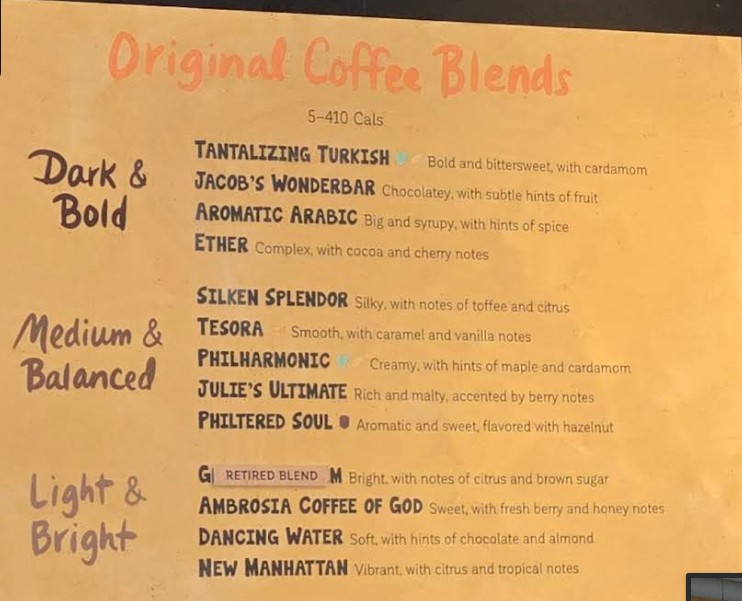 Original Coffee Blends
5–410 Cals
Dark & Bold
TANTALIZING TURKISH Bold and bittersweet, with cardamom
JACOB'S WONDERBAR Chocolatey, with subtle hints of fruit
AROMATIC ARABIC Big and syrupy, with hints of spice
ETHER Complex, with cocoa and cherry notes
Medium & Balanced
SILKEN SPLENDOR Silky, with notes of toffee and citrus
TESORA Smooth, with caramel and vanilla notes
PHILHARMONIC Creamy, with hints of maple and cardamom
JULIE'S ULTIMATE Rich and malty, accented by berry notes
PHILTERED SOUL Aromatic and sweet, flavored with hazelnut
Light & Bright
G RETIRED BLEND M Bright, with notes of citrus and brown sugar
AMBROSIA COFFEE OF GOD Sweet, with fresh berry and honey notes
DANCING WATER Soft, with hints of chocolate and almond
NEW MANHATTAN Vibrant, with citrus and tropical notes